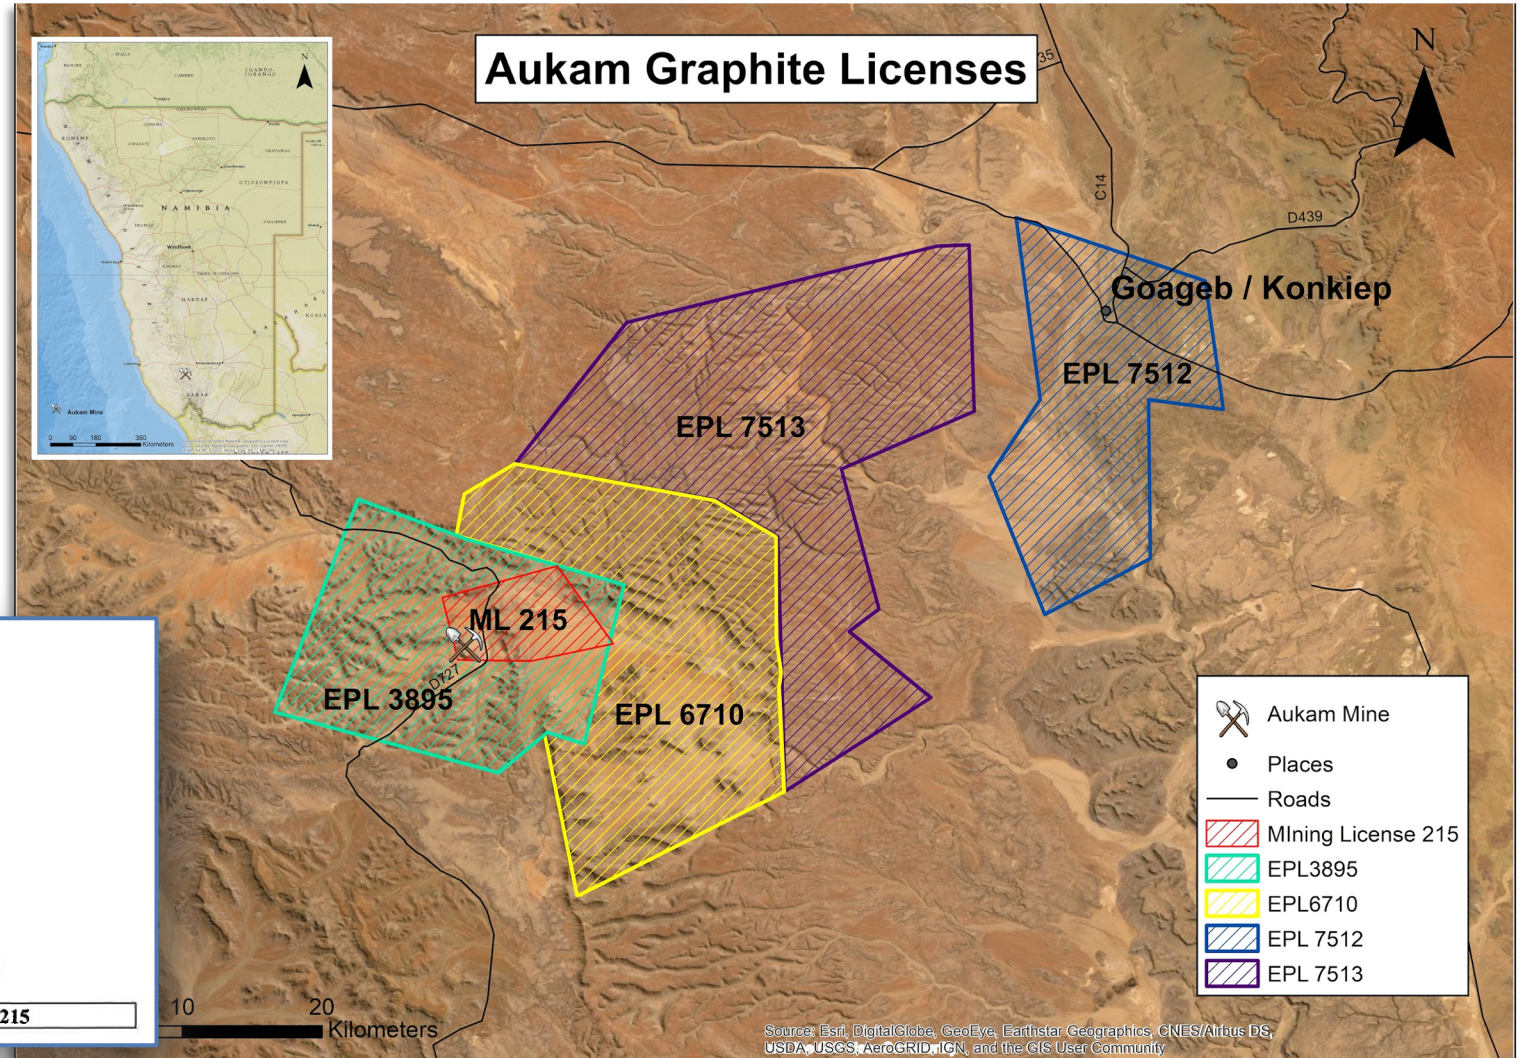 Aukam Graphite Licenses
N
N
NAMIBIA
OTJOZONDJUPA
Windhoek
HARDAP
Aukam Mine
0 90 180 360
Kilometers
35
C14
D439
Goageb / Konkiep
EPL 7512
EPL 7513
ML 215
D727
EPL 3895
EPL 6710
Aukam Mine
Places
Roads
MIning License 215
EPL3895
EPL6710
EPL 7512
EPL 7513
215
10 20
Kilometers
Source: Esri, DigitalGlobe, GeoEye, Earthstar Geographics, CNES/Airbus DS,
USDA, USGS, AeroGRID, IGN, and the GIS User Community